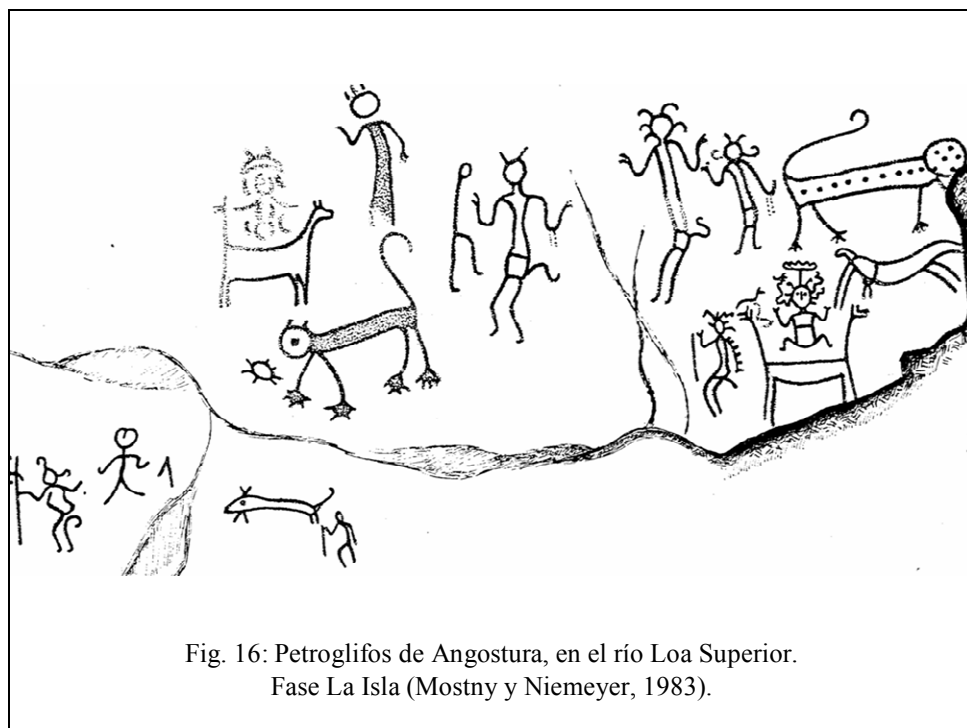 Fig. 16: Petroglifos de Angostura, en el río Loa Superior.
Fase La Isla (Mostny y Niemeyer, 1983).